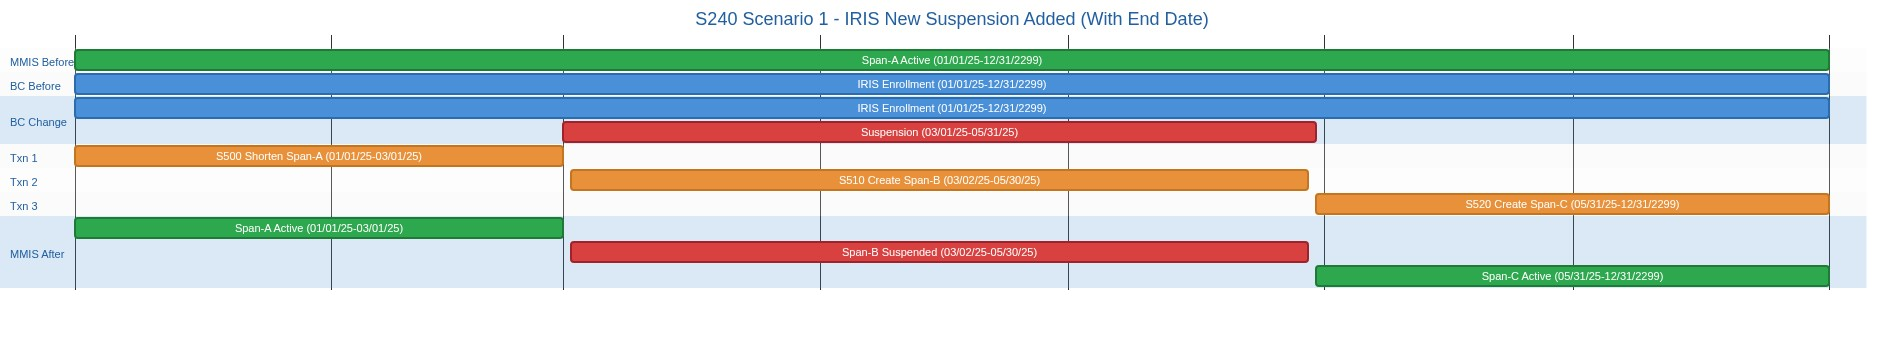 S240 Scenario 1 - IRIS New Suspension Added (With End Date)
MMIS Before
Span-A Active (01/01/25-12/31/2299)
BC Before
IRIS Enrollment (01/01/25-12/31/2299)
BC Change
IRIS Enrollment (01/01/25-12/31/2299)
Suspension (03/01/25-05/31/25)
Txn 1
S500 Shorten Span-A (01/01/25-03/01/25)
Txn 2
S510 Create Span-B (03/02/25-05/30/25)
Txn 3
S520 Create Span-C (05/31/25-12/31/2299)
MMIS After
Span-A Active (01/01/25-03/01/25)
Span-B Suspended (03/02/25-05/30/25)
Span-C Active (05/31/25-12/31/2299)